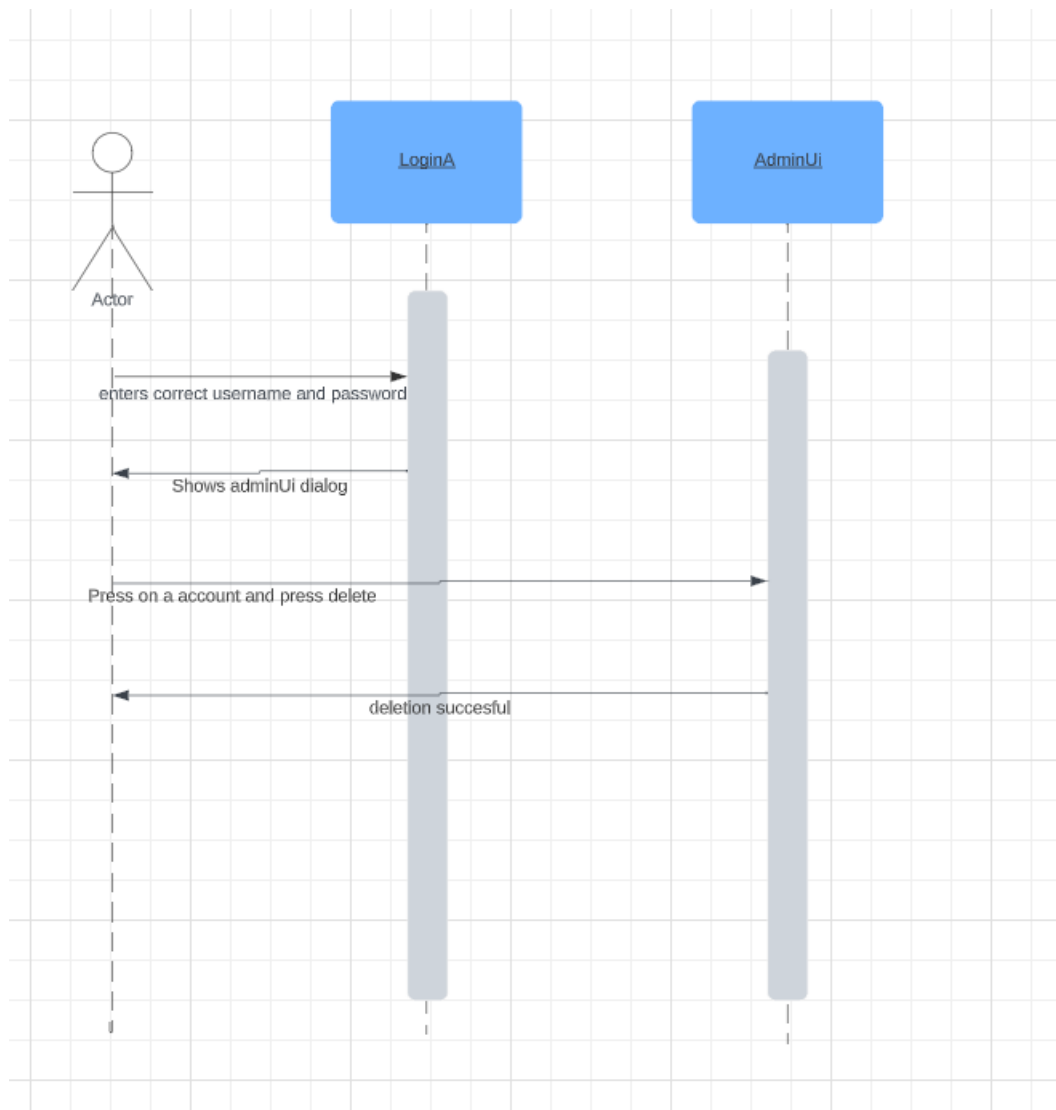 LoginA
AdminUi
Actor
enters correct username and password
Shows adminUi dialog
Press on a account and press delete
deletion succesful